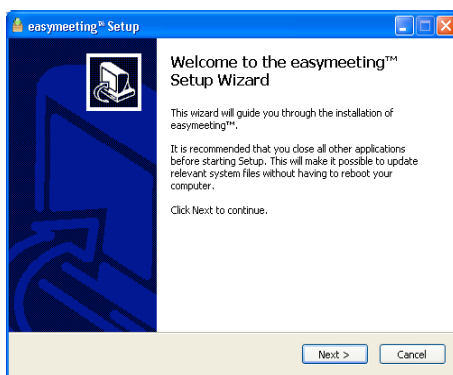 easymeeting™ Setup
Welcome to the easymeeting™
Setup Wizard
This wizard will guide you through the installation of
easymeeting™.
It is recommended that you close all other applications
before starting Setup. This will make it possible to update
relevant system files without having to reboot your
computer.
Click Next to continue.
Next >
Cancel